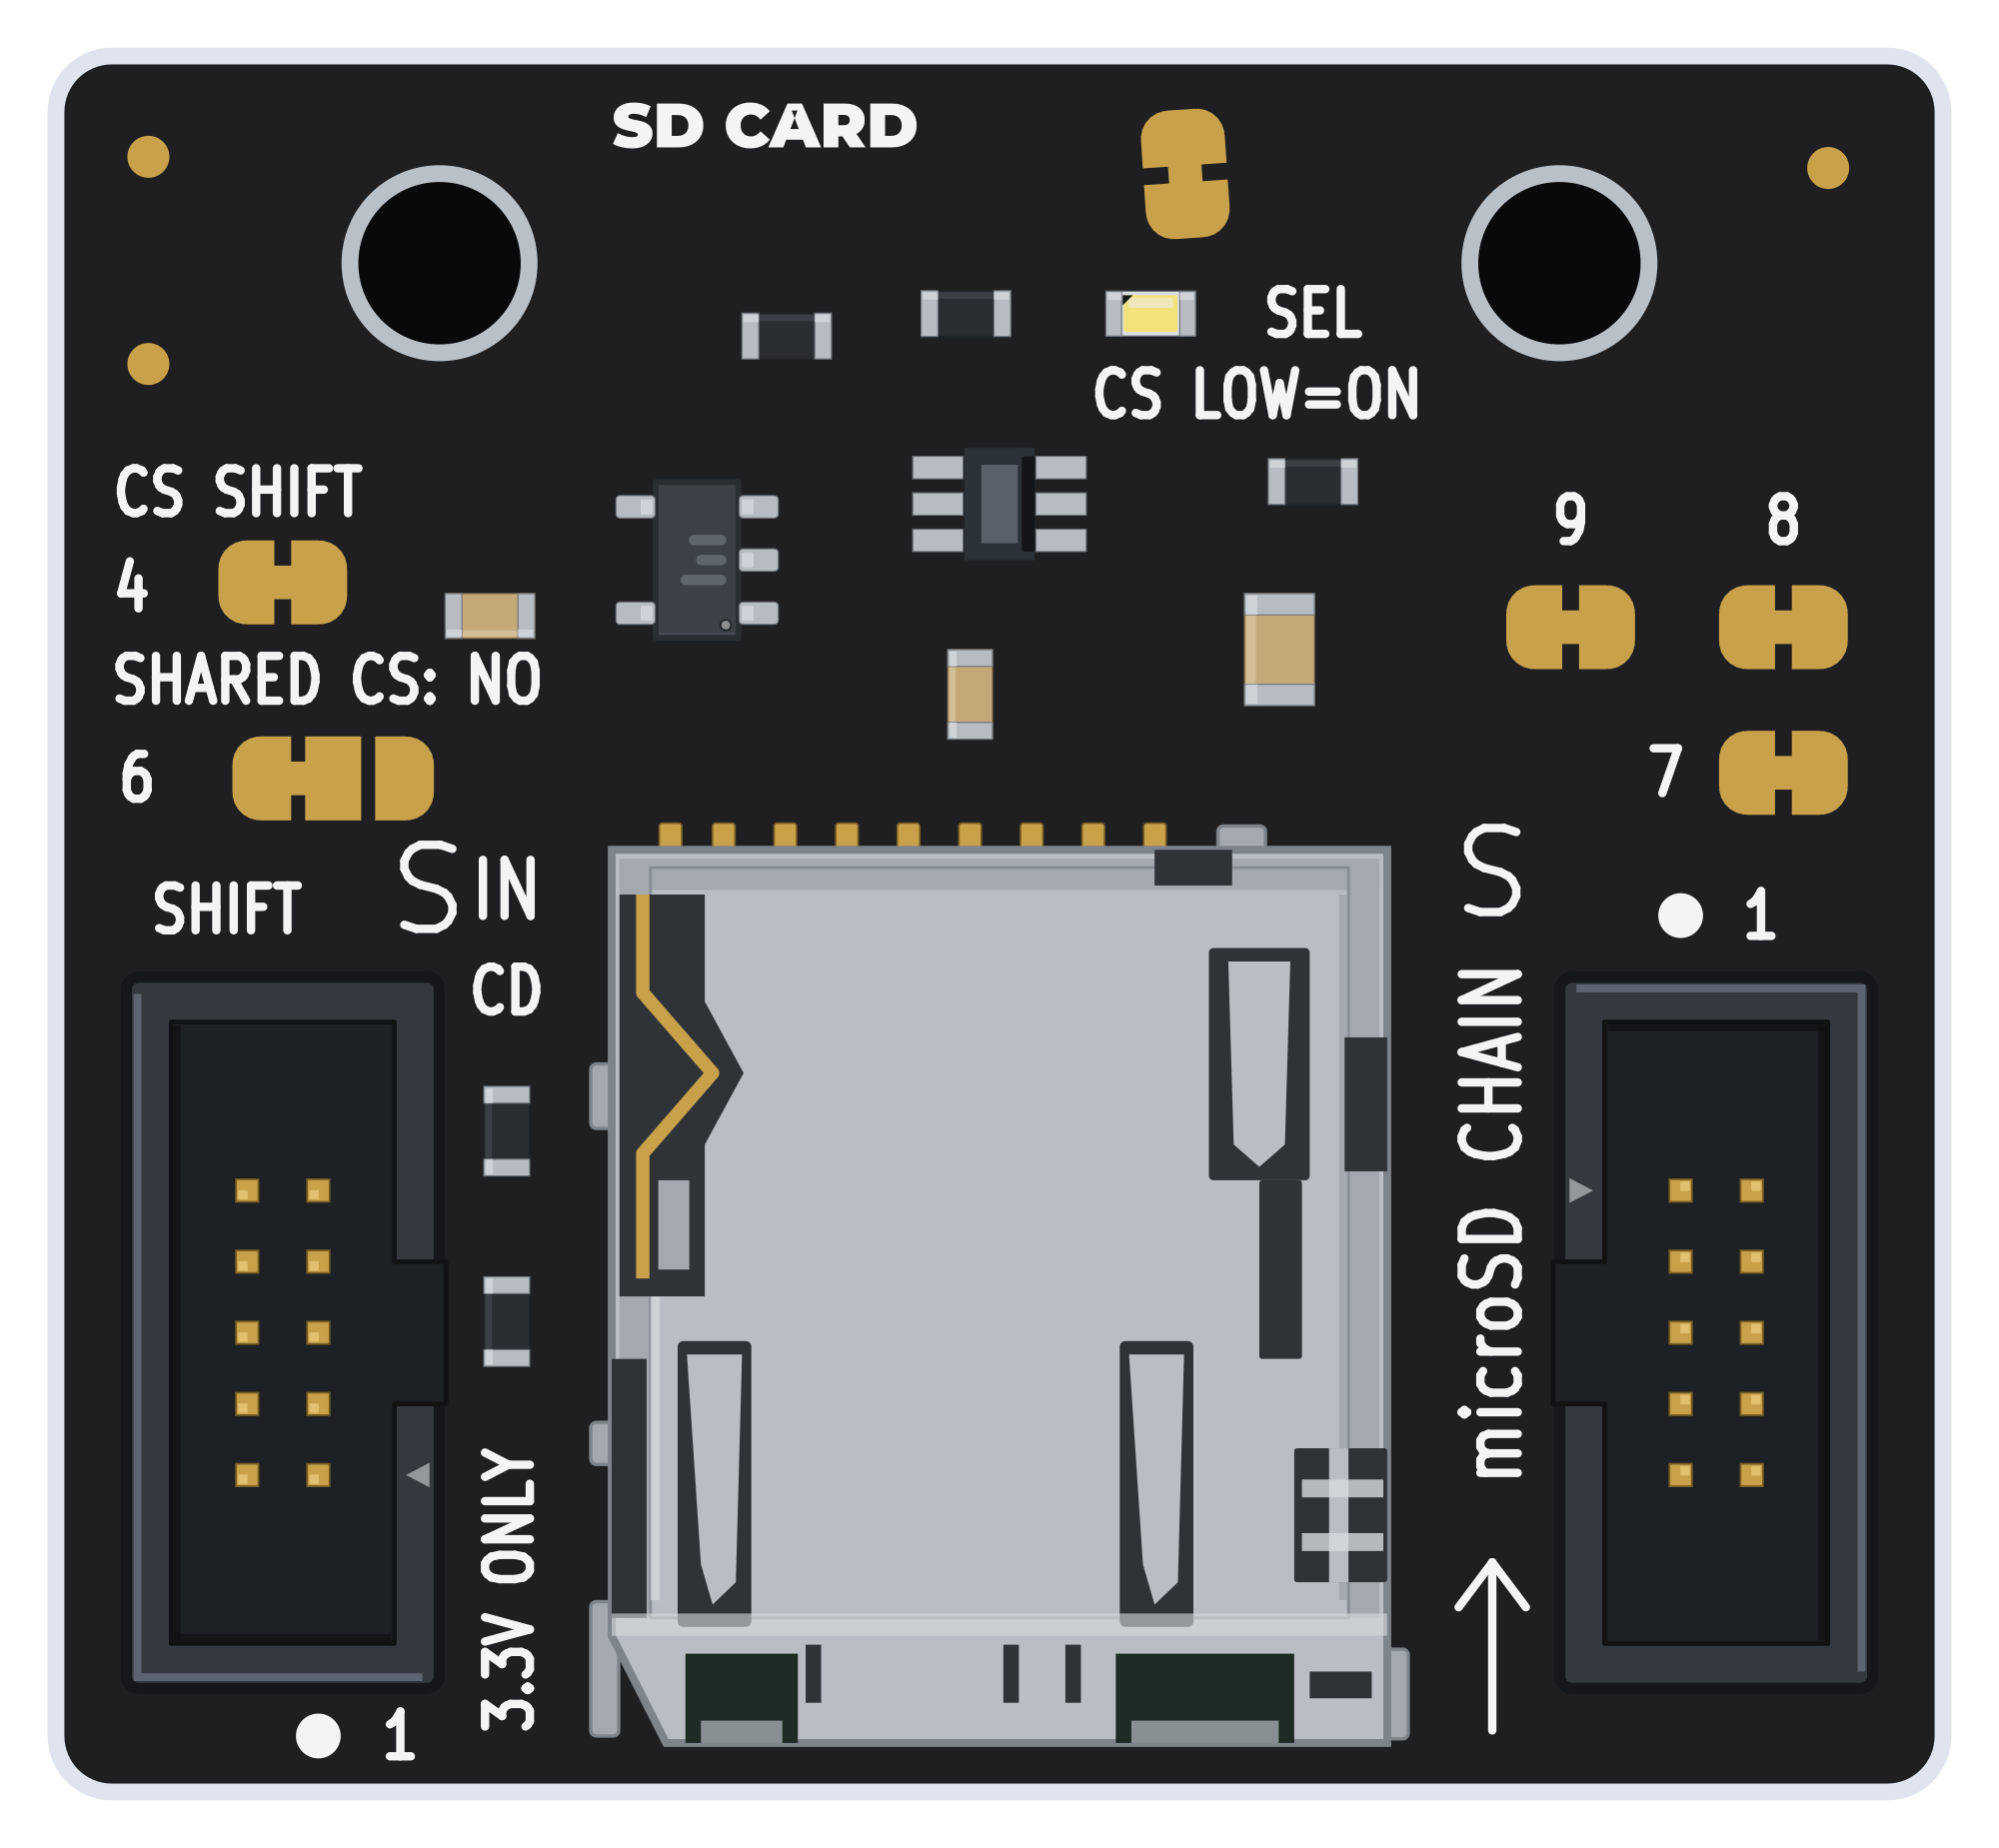 SD CARD
SEL
CS LOW=ON
CS SHIFT
4
9
8
SHARED CS: NO
6
7
S IN
SHIFT
CD
S
1
microSD CHAIN
3.3V ONLY
1